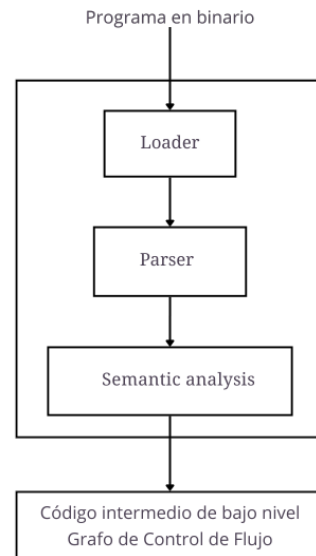 Programa en binario
Loader
Parser
Semantic analysis
Código intermedio de bajo nivel
Grafo de Control de Flujo